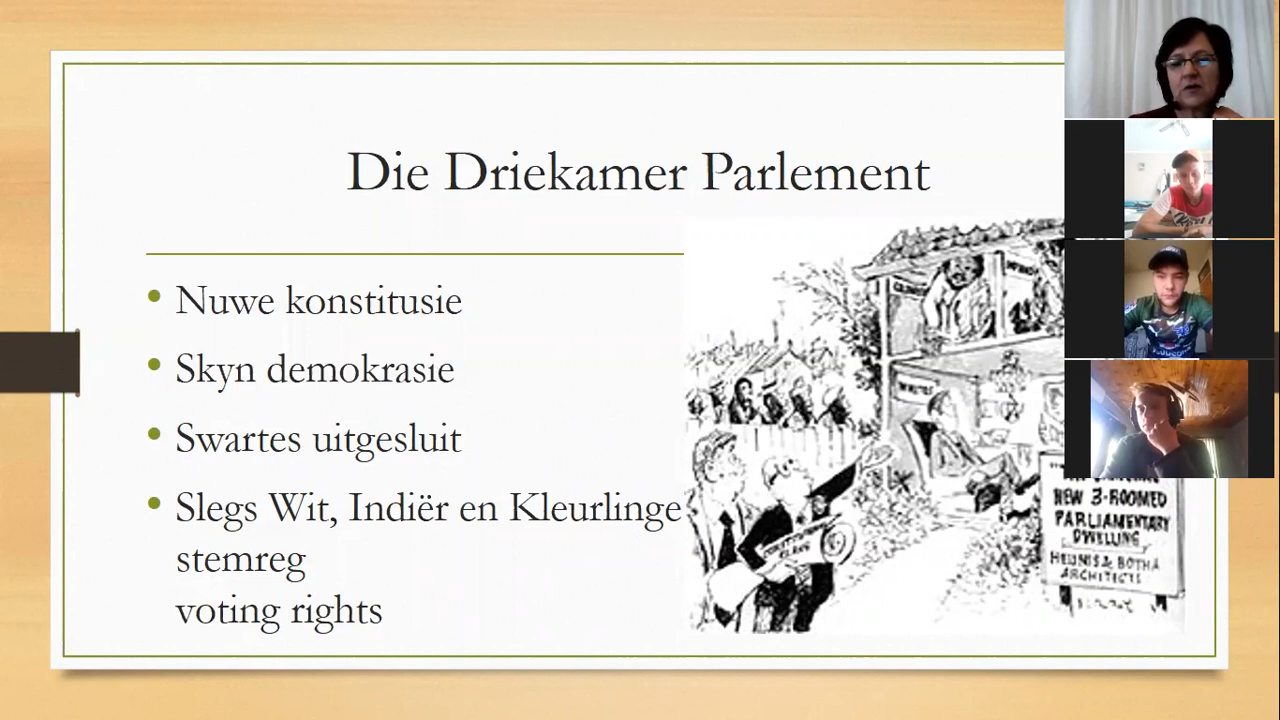 Die Driekamer Parlement
Nuwe konstitusie
Skyn demokrasie
Swartes uitgesluit
Slegs Wit, Indiër en Kleurlinge
stemreg
voting rights
WHITES
NEW 3-ROOMED
PARLIAMENTARY
DWELLING
HEUNIS & BOTHA
ARCHITECTS